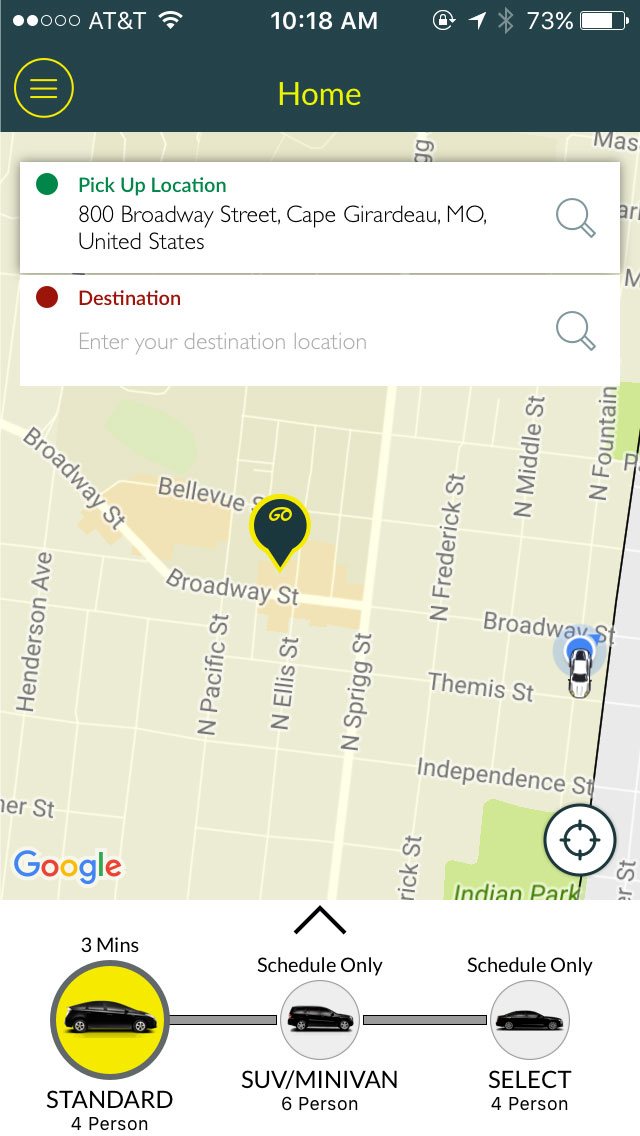 AT&T 10:18 AM 73%
Home
Mas
gg
Pick Up Location
800 Broadway Street, Cape Girardeau, MO,
United States
Destination
Enter your destination location
Broadway St
Bellevue S
GO
Broadway St
Henderson Ave
N Pacific St
N Ellis St
N Sprigg St
N Frederick St
N Middle St
N Fountain
Broadway St
Themis St
Independence St
ner St
Google
rick St
Indian Park
er St
3 Mins
Schedule Only
Schedule Only
STANDARD
4 Person
SUV/MINIVAN
6 Person
SELECT
4 Person